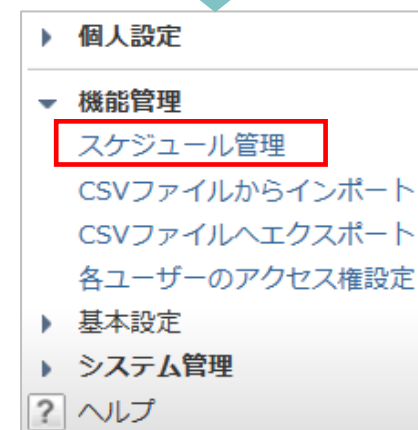 個人設定
機能管理
スケジュール管理
CSVファイルからインポート
CSVファイルへエクスポート
各ユーザーのアクセス権設定
基本設定
システム管理
? ヘルプ